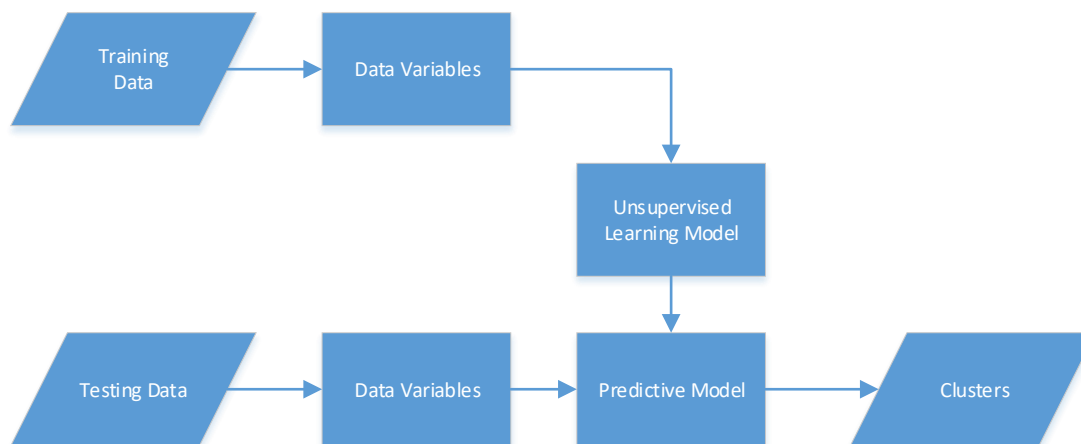 Training
Data
Data Variables
Unsupervised
Learning Model
Testing Data
Data Variables
Predictive Model
Clusters